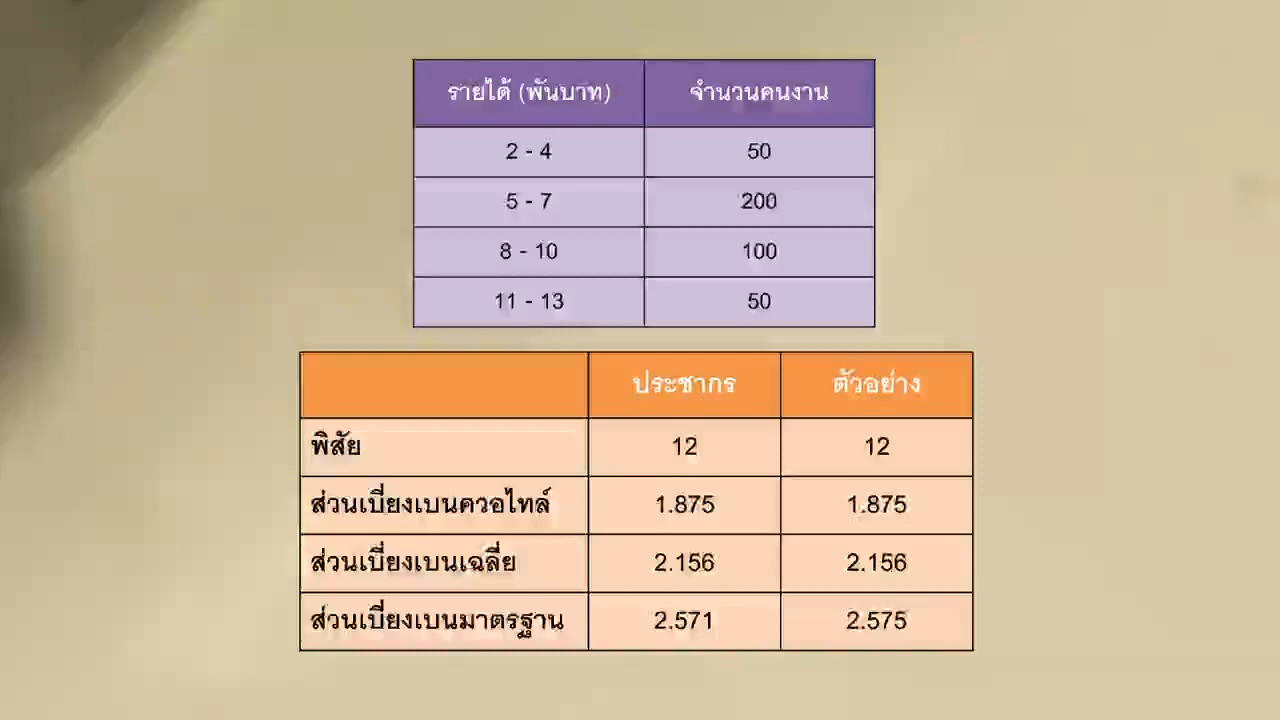 รายได้ (พันบาท) จำนวนคนงาน
2 - 4 50
5 - 7 200
8 - 10 100
11 - 13 50
ประชากร ตัวอย่าง
พิสัย 12 12
ส่วนเบี่ยงเบนควอไทล์ 1.875 1.875
ส่วนเบี่ยงเบนเฉลี่ย 2.156 2.156
ส่วนเบี่ยงเบนมาตรฐาน 2.571 2.575